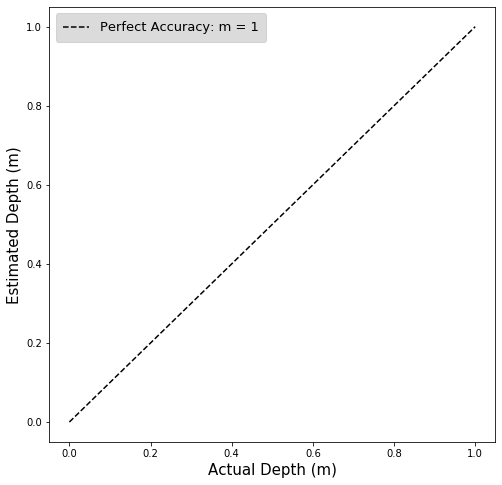 Perfect Accuracy: m = 1
1.0
0.8
0.6
0.4
0.2
0.0
Estimated Depth (m)
0.0 0.2 0.4 0.6 0.8 1.0
Actual Depth (m)